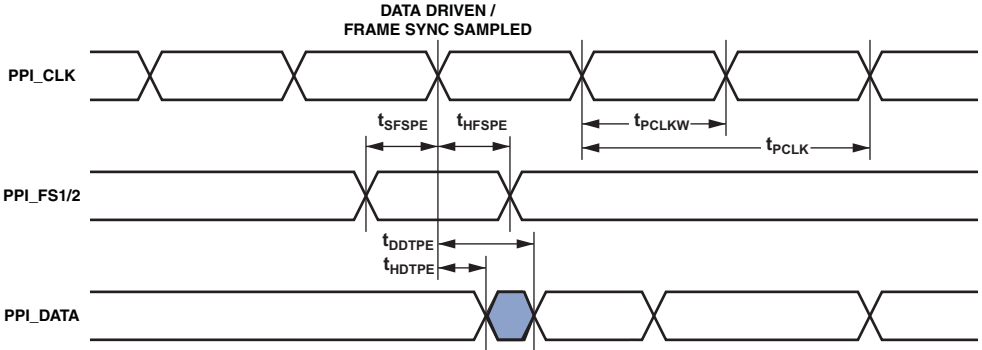 DATA DRIVEN /
FRAME SYNC SAMPLED
PPI_CLK
tSFSPE
tHFSPE
tPCLKW
tPCLK
PPI_FS1/2
tDDTPE
tHDTPE
PPI_DATA